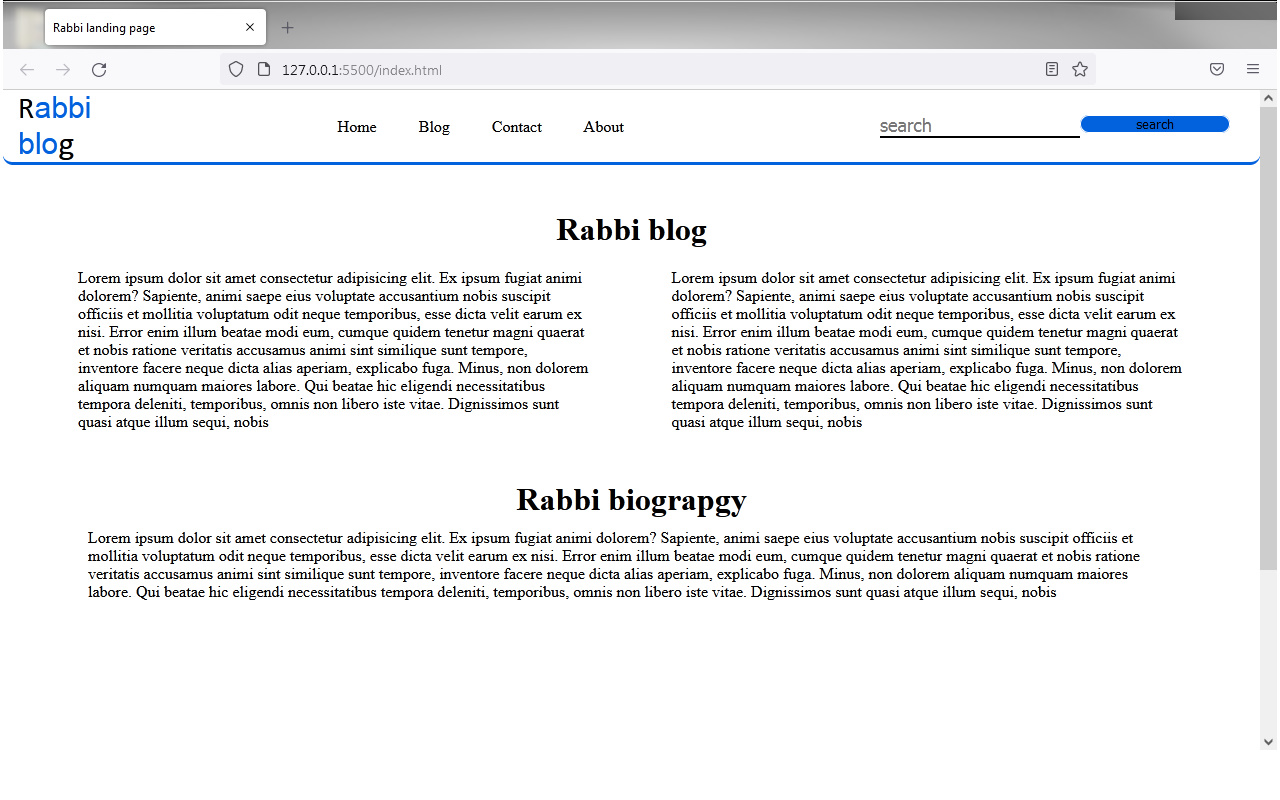 Rabbi landing page
127.0.0.1:5500/index.html
Rabbi
blog
Home Blog Contact About
search
search
Rabbi blog
Lorem ipsum dolor sit amet consectetur adipisicing elit. Ex ipsum fugiat animi
dolorem? Sapiente, animi saepe eius voluptate accusantium nobis suscipit
officiis et mollitia voluptatum odit neque temporibus, esse dicta velit earum ex
nisi. Error enim illum beatae modi eum, cumque quidem tenetur magni quaerat
et nobis ratione veritatis accusamus animi sint similique sunt tempore,
inventore facere neque dicta alias aperiam, explicabo fuga. Minus, non dolorem
aliquam numquam maiores labore. Qui beatae hic eligendi necessitatibus
tempora deleniti, temporibus, omnis non libero iste vitae. Dignissimos sunt
quasi atque illum sequi, nobis
Lorem ipsum dolor sit amet consectetur adipisicing elit. Ex ipsum fugiat animi
dolorem? Sapiente, animi saepe eius voluptate accusantium nobis suscipit
officiis et mollitia voluptatum odit neque temporibus, esse dicta velit earum ex
nisi. Error enim illum beatae modi eum, cumque quidem tenetur magni quaerat
et nobis ratione veritatis accusamus animi sint similique sunt tempore,
inventore facere neque dicta alias aperiam, explicabo fuga. Minus, non dolorem
aliquam numquam maiores labore. Qui beatae hic eligendi necessitatibus
tempora deleniti, temporibus, omnis non libero iste vitae. Dignissimos sunt
quasi atque illum sequi, nobis
Rabbi biograpgy
Lorem ipsum dolor sit amet consectetur adipisicing elit. Ex ipsum fugiat animi dolorem? Sapiente, animi saepe eius voluptate accusantium nobis suscipit officiis et
mollitia voluptatum odit neque temporibus, esse dicta velit earum ex nisi. Error enim illum beatae modi eum, cumque quidem tenetur magni quaerat et nobis ratione
veritatis accusamus animi sint similique sunt tempore, inventore facere neque dicta alias aperiam, explicabo fuga. Minus, non dolorem aliquam numquam maiores
labore. Qui beatae hic eligendi necessitatibus tempora deleniti, temporibus, omnis non libero iste vitae. Dignissimos sunt quasi atque illum sequi, nobis